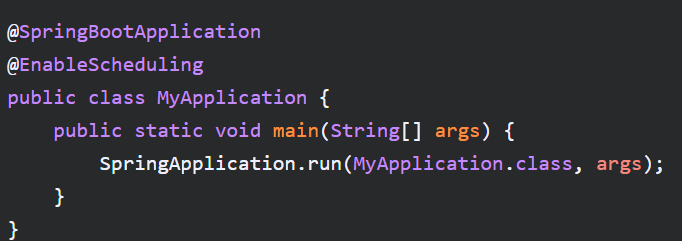 @SpringBootApplication
@EnableScheduling
public class MyApplication {
    public static void main(String[] args) {
        SpringApplication.run(MyApplication.class, args);
    }
}